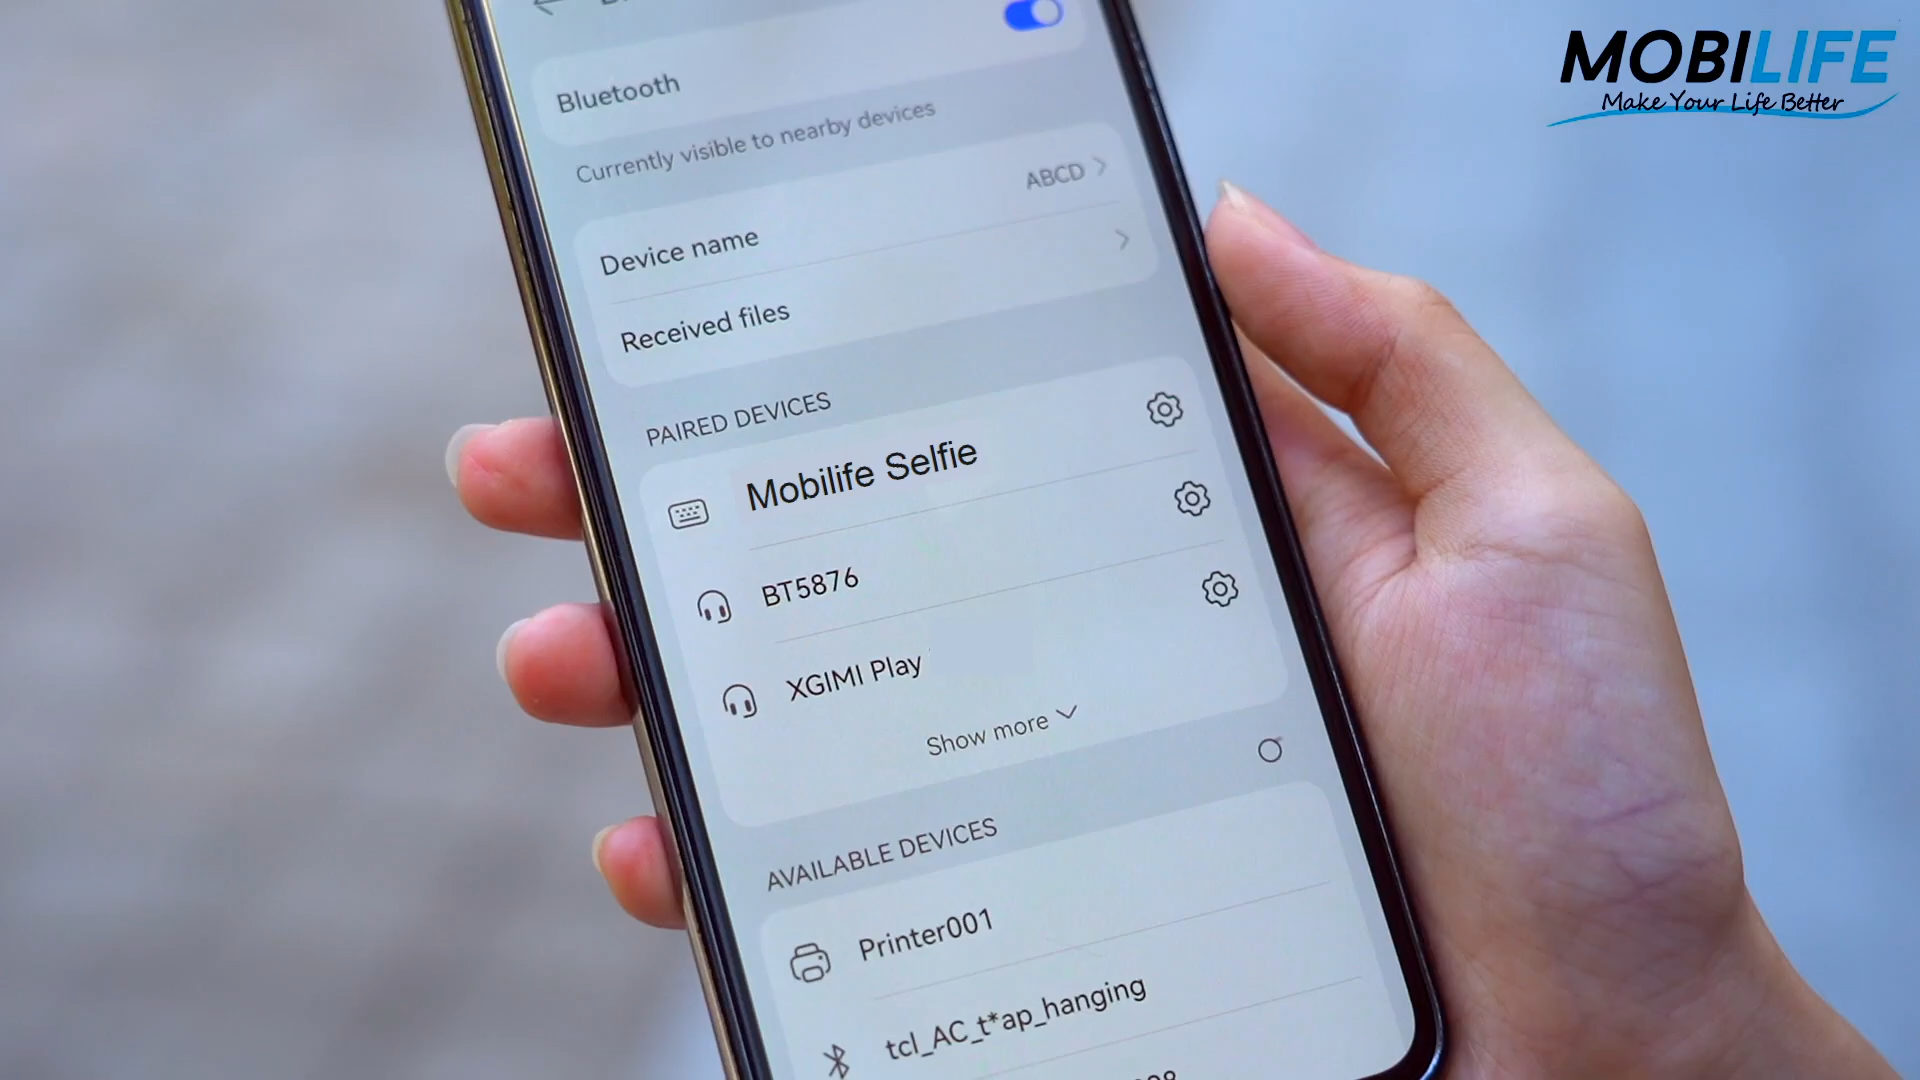 MOBILIFE
Make Your Life Better
Bluetooth
Currently visible to nearby devices
Device name
ABCD
Received files
PAIRED DEVICES
Mobilife Selfie
BT5876
XGIMI Play
Show more
AVAILABLE DEVICES
Printer001
tcl_AC_t*ap_hanging